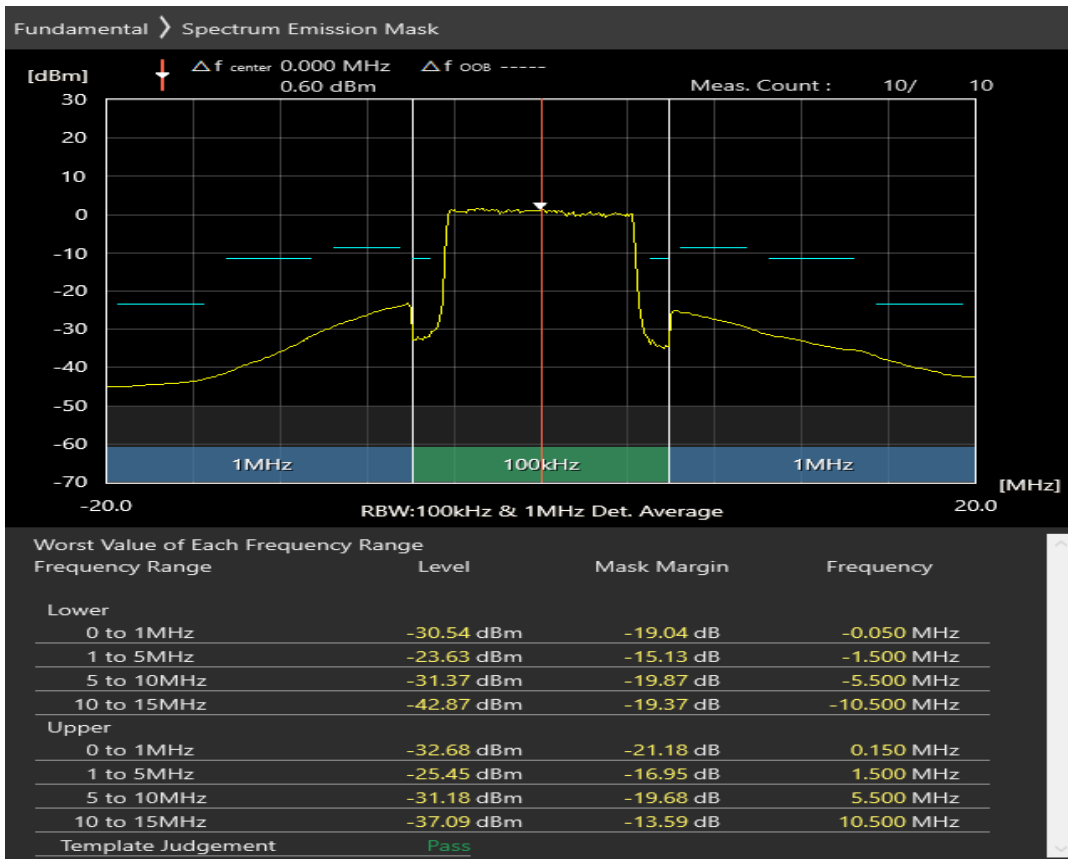 Fundamental ❭ Spectrum Emission Mask
[dBm] △f center 0.000 MHz △f OOB -----
0.60 dBm Meas. Count : 10/ 10
30
20
10
0
-10
-20
-30
-40
-50
-60
1MHz 100kHz 1MHz
-70 [MHz]
-20.0 RBW:100kHz & 1MHz Det. Average 20.0
Worst Value of Each Frequency Range
Frequency Range Level Mask Margin Frequency
Lower
0 to 1MHz -30.54 dBm -19.04 dB -0.050 MHz
1 to 5MHz -23.63 dBm -15.13 dB -1.500 MHz
5 to 10MHz -31.37 dBm -19.87 dB -5.500 MHz
10 to 15MHz -42.87 dBm -19.37 dB -10.500 MHz
Upper
0 to 1MHz -32.68 dBm -21.18 dB 0.150 MHz
1 to 5MHz -25.45 dBm -16.95 dB 1.500 MHz
5 to 10MHz -31.18 dBm -19.68 dB 5.500 MHz
10 to 15MHz -37.09 dBm -13.59 dB 10.500 MHz
Template Judgement Pass